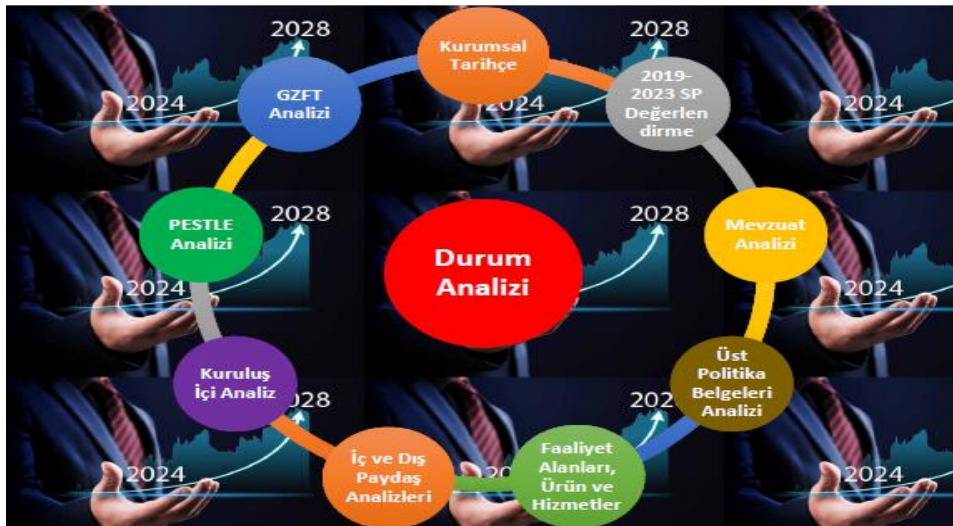 Durum
Analizi
Kurumsal
Tarihçe
2019-
2023 SP
Değerlen
dirme
Mevzuat
Analizi
Üst
Politika
Belgeleri
Analizi
Faaliyet
Alanları,
Ürün ve
Hizmetler
İç ve Dış
Paydaş
Analizleri
Kuruluş
İçi Analiz
PESTLE
Analizi
GZFT
Analizi
2024
2028
2024
2028
2024
2024
2028
2028
2024
2024
2028
2024
2024